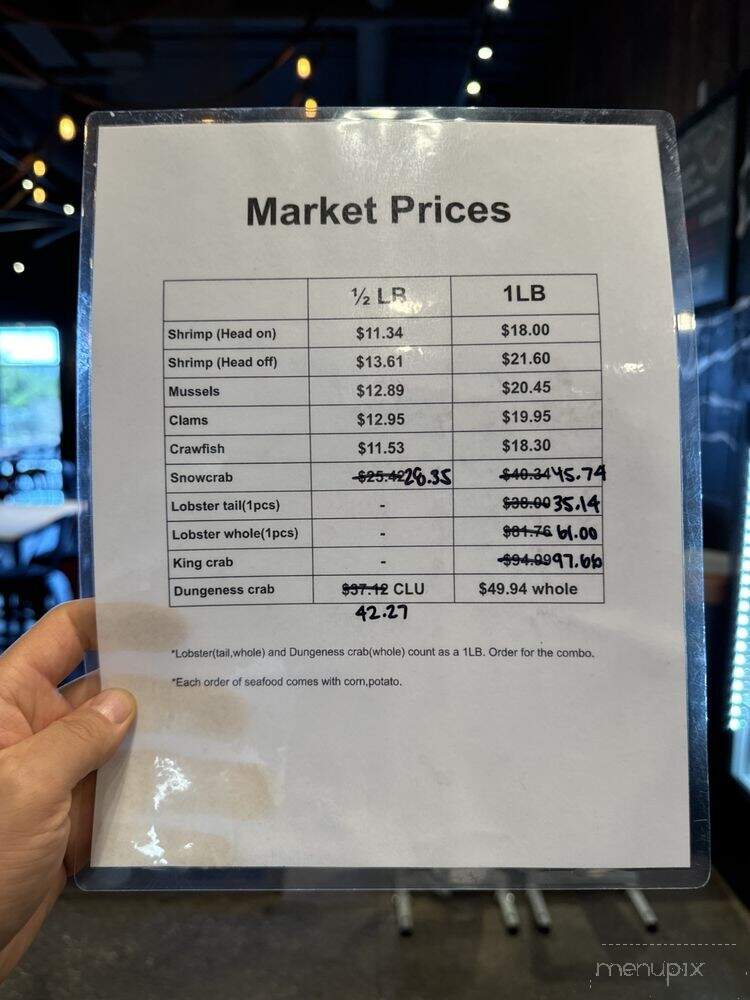 Market Prices
½ LB 1LB
Shrimp (Head on) $11.34 $18.00
Shrimp (Head off) $13.61 $21.60
Mussels $12.89 $20.45
Clams $12.95 $19.95
Crawfish $11.53 $18.30
Snowcrab $25.42 28.35 $40.34 45.74
Lobster tail(1pcs) - $38.00 35.14
Lobster whole(1pcs) - $61.76 61.00
King crab - $94.99 97.66
Dungeness crab $37.12 CLU $49.94 whole
42.27
*Lobster(tail,whole) and Dungeness crab(whole) count as a 1LB. Order for the combo.
*Each order of seafood comes with corn,potato.
menupix